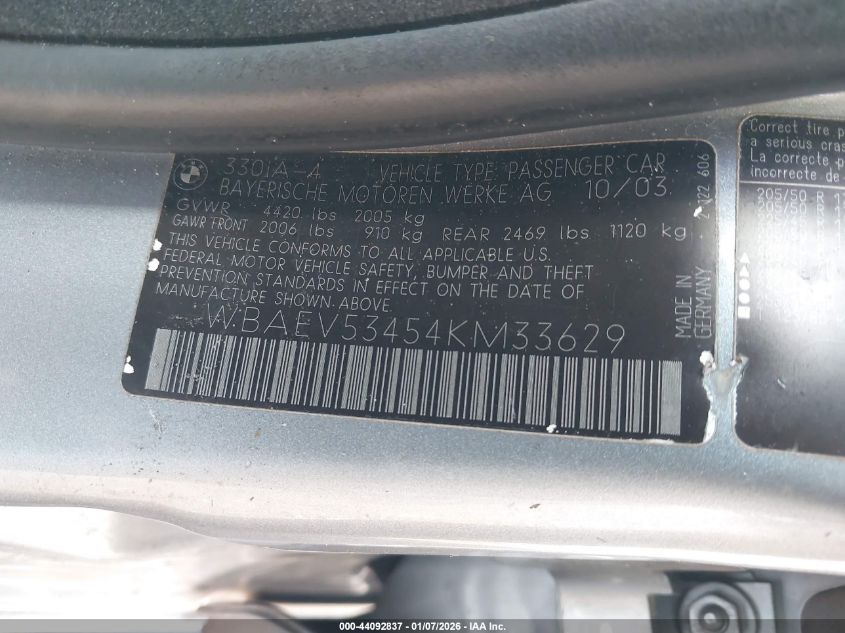 330iA-4 VEHICLE TYPE PASSENGER CAR
BAYERISCHE MOTOREN WERKE AG 10/03
GVWR 4420 lbs 2005 kg
GAWR FRONT 2006 lbs 910 kg REAR 2469 lbs 1120 kg
THIS VEHICLE CONFORMS TO ALL APPLICABLE U.S.
FEDERAL MOTOR VEHICLE SAFETY, BUMPER AND THEFT
PREVENTION STANDARDS IN EFFECT ON THE DATE OF
MANUFACTURE SHOWN ABOVE.
WBAEV53454KM33629
MADE IN
GERMANY
606
Correct tire p
a serious cras
La correcte p
incorrecte de
205/50 R
000-44092837 - 01/07/2026 - IAA Inc.